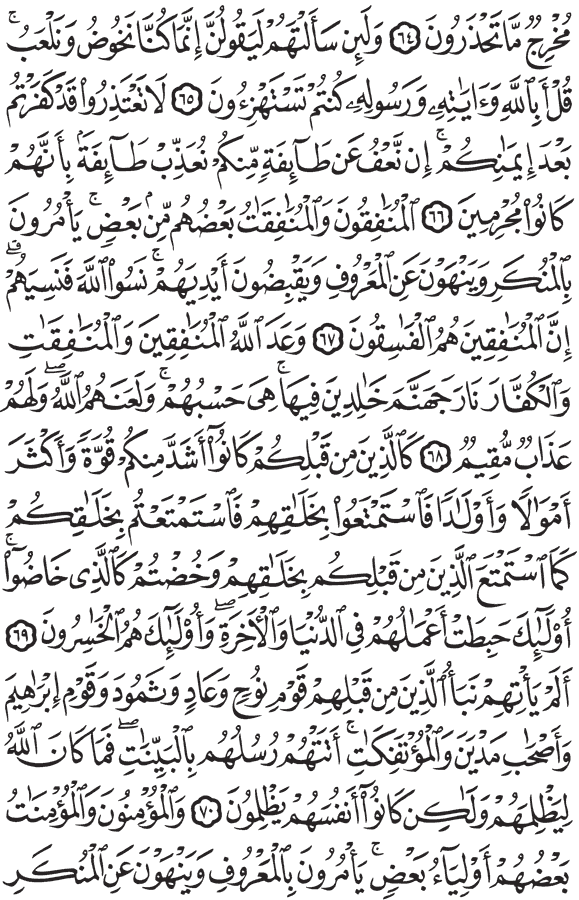 مُخْرِجٌ مَّا تَحْذَرُونَ ﴿٦٤﴾ وَلَئِن سَأَلْتَهُمْ لَيَقُولُنَّ إِنَّمَا كُنَّا نَخُوضُ وَنَلْعَبُ ۚ
قُلْ أَبِٱللَّهِ وَءَايَـٰتِهِۦ وَرَسُولِهِۦ كُنتُمْ تَسْتَهْزِءُونَ ﴿٦٥﴾ لَا تَعْتَذِرُوا۟ قَدْ كَفَرْتُم
بَعْدَ إِيمَـٰنِكُمْ ۚ إِن نَّعْفُ عَن طَآئِفَةٍ مِّنكُمْ نُعَذِّبْ طَآئِفَةًۢ بِأَنَّهُمْ
كَانُوا۟ مُجْرِمِينَ ﴿٦٦﴾ ٱلْمُنَـٰفِقُونَ وَٱلْمُنَـٰفِقَـٰتُ بَعْضُهُم مِّنۢ بَعْضٍ ۚ يَأْمُرُونَ
بِٱلْمُنكَرِ وَيَنْهَوْنَ عَنِ ٱلْمَعْرُوفِ وَيَقْبِضُونَ أَيْدِيَهُمْ ۚ نَسُوا۟ ٱللَّهَ فَنَسِيَهُمْ ۗ
إِنَّ ٱلْمُنَـٰفِقِينَ هُمُ ٱلْفَـٰسِقُونَ ﴿٦٧﴾ وَعَدَ ٱللَّهُ ٱلْمُنَـٰفِقِينَ وَٱلْمُنَـٰفِقَـٰتِ
وَٱلْكُفَّارَ نَارَ جَهَنَّمَ خَـٰلِدِينَ فِيهَا ۚ هِىَ حَسْبُهُمْ ۚ وَلَعَنَهُمُ ٱللَّهُ ۖ وَلَهُمْ
عَذَابٌ مُّقِيمٌ ﴿٦٨﴾ كَٱلَّذِينَ مِن قَبْلِكُمْ كَانُوٓا۟ أَشَدَّ مِنكُمْ قُوَّةً وَأَكْثَرَ
أَمْوَٰلًا وَأَوْلَـٰدًا فَٱسْتَمْتَعُوا۟ بِخَلَـٰقِهِمْ فَٱسْتَمْتَعْتُم بِخَلَـٰقِكُمْ
كَمَا ٱسْتَمْتَعَ ٱلَّذِينَ مِن قَبْلِكُم بِخَلَـٰقِهِمْ وَخُضْتُمْ كَٱلَّذِى خَاضُوٓا۟ ۚ
أُو۟لَـٰٓئِكَ حَبِطَتْ أَعْمَـٰلُهُمْ فِى ٱلدُّنْيَا وَٱلْـَٔاخِرَةِ ۖ وَأُو۟لَـٰٓئِكَ هُمُ ٱلْخَـٰسِرُونَ ﴿٦٩﴾
أَلَمْ يَأْتِهِمْ نَبَأُ ٱلَّذِينَ مِن قَبْلِهِمْ قَوْمِ نُوحٍ وَعَادٍ وَثَمُودَ وَقَوْمِ إِبْرَٰهِيمَ
وَأَصْحَـٰبِ مَدْيَنَ وَٱلْمُؤْتَفِكَـٰتِ ۚ أَتَتْهُمْ رُسُلُهُم بِٱلْبَيِّنَـٰتِ ۖ فَمَا كَانَ ٱللَّهُ
لِيَظْلِمَهُمْ وَلَـٰكِن كَانُوٓا۟ أَنفُسَهُمْ يَظْلِمُونَ ﴿٧٠﴾ وَٱلْمُؤْمِنُونَ وَٱلْمُؤْمِنَـٰتُ
بَعْضُهُمْ أَوْلِيَآءُ بَعْضٍ ۚ يَأْمُرُونَ بِٱلْمَعْرُوفِ وَيَنْهَوْنَ عَنِ ٱلْمُنكَرِ